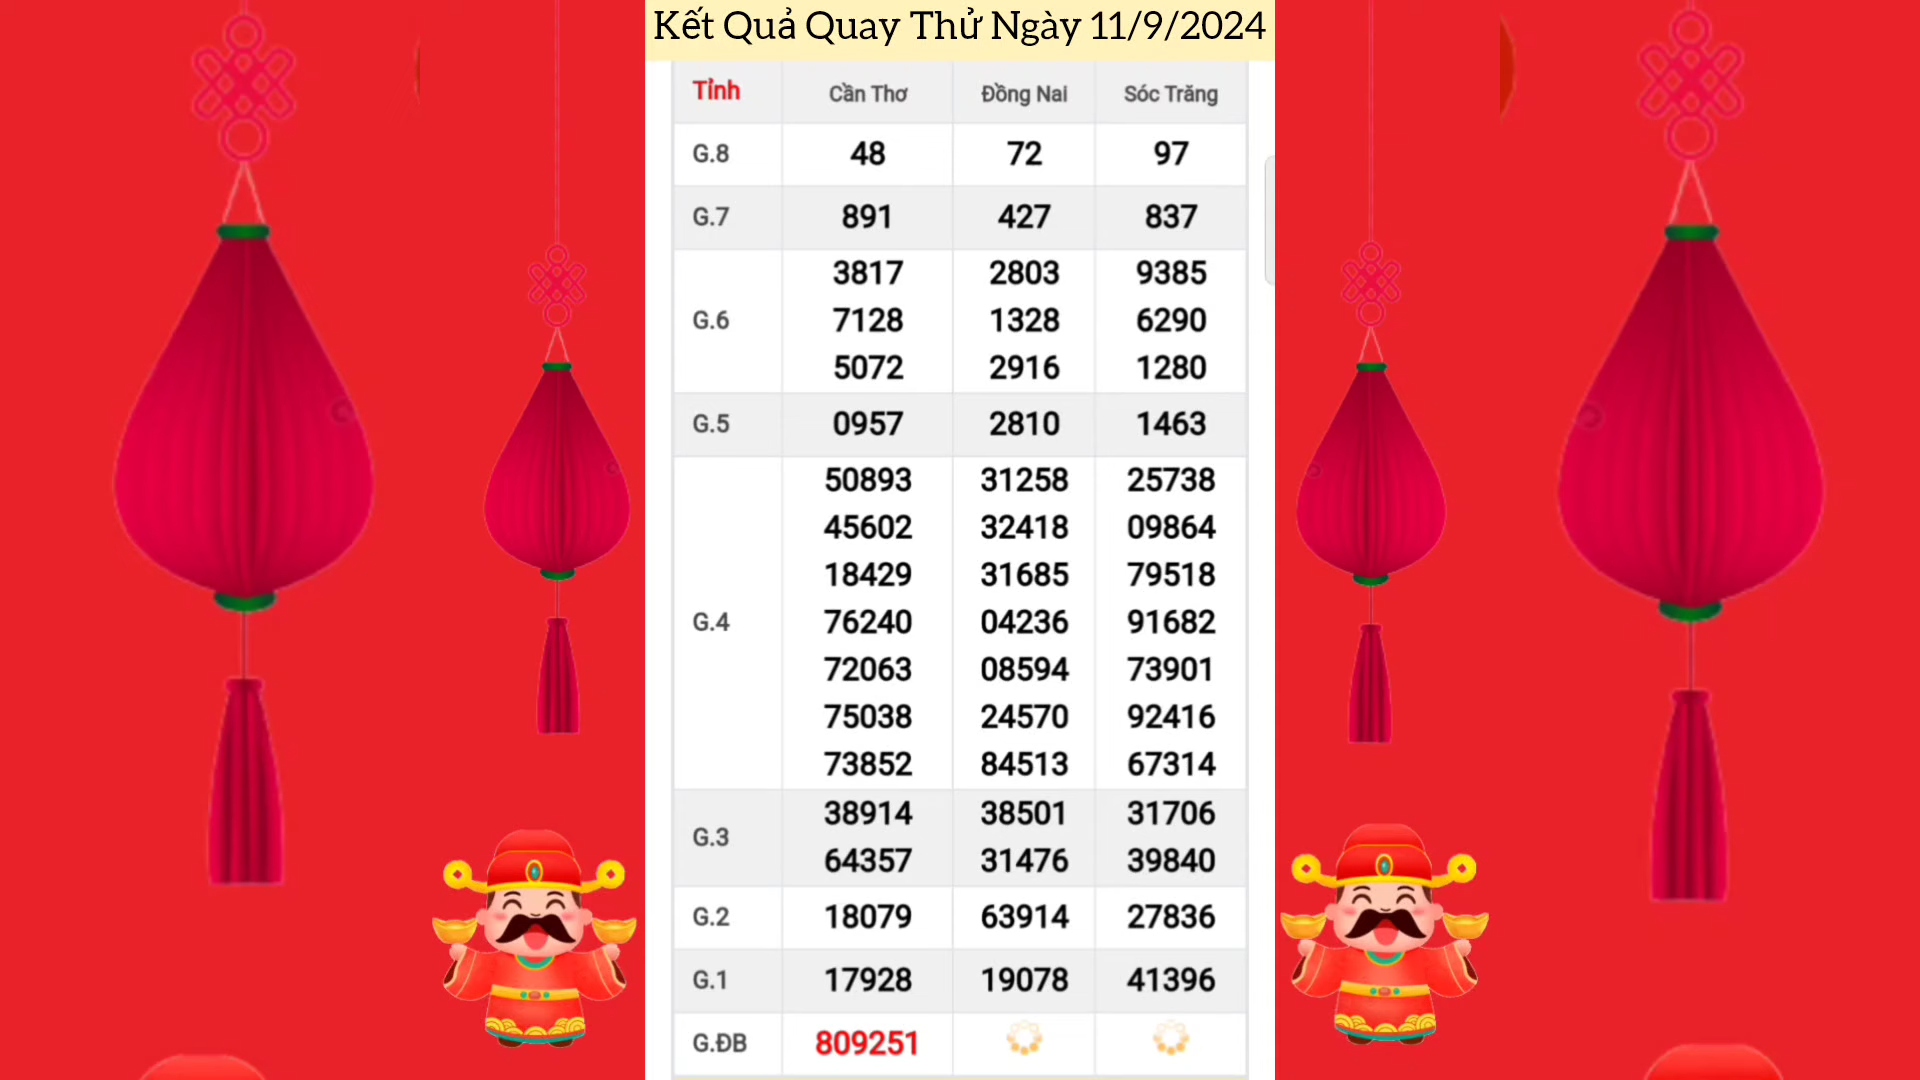 Kết Quả Quay Thử Ngày 11/9/2024
Tỉnh Cần Thơ Đồng Nai Sóc Trăng
G.8 48 72 97
G.7 891 427 837
3817 2803 9385
G.6 7128 1328 6290
5072 2916 1280
G.5 0957 2810 1463
50893 31258 25738
45602 32418 09864
18429 31685 79518
G.4 76240 04236 91682
72063 08594 73901
75038 24570 92416
73852 84513 67314
G.3 38914 38501 31706
64357 31476 39840
G.2 18079 63914 27836
G.1 17928 19078 41396
G.ĐB 809251